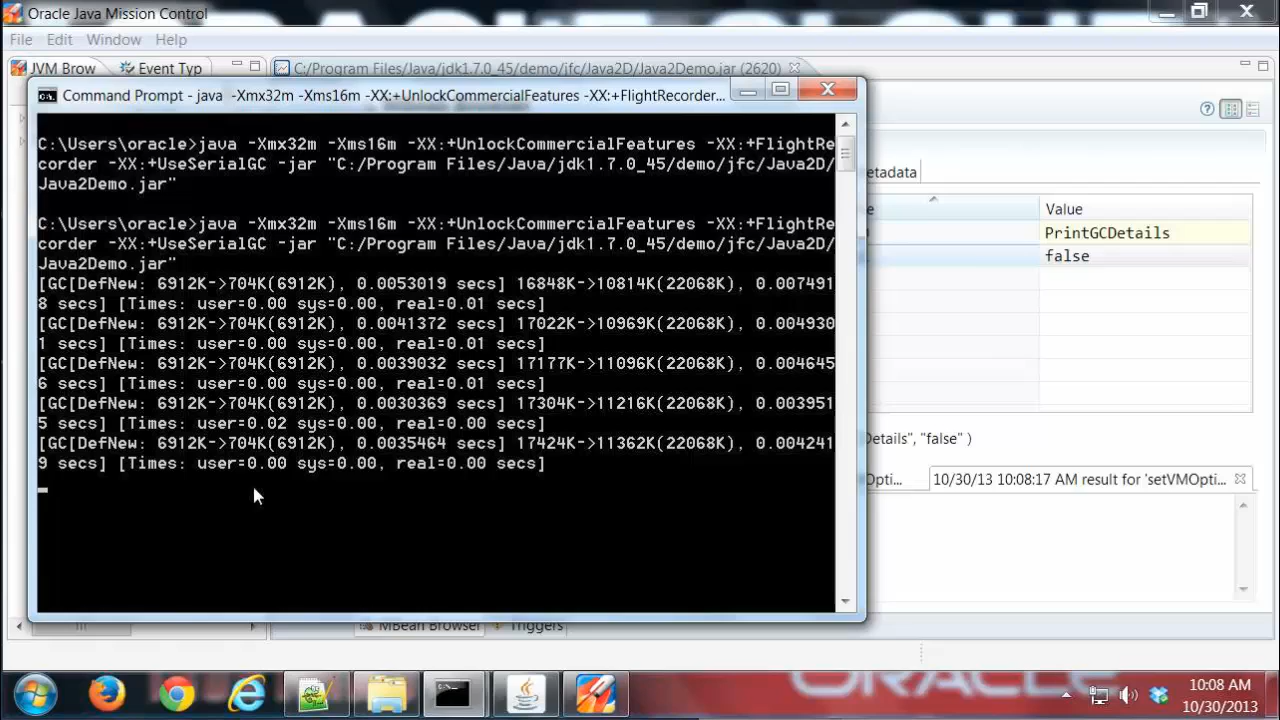 Oracle Java Mission Control
File Edit Window Help
JVM Brow Event Typ C:/Program Files/Java/jdk1.7.0_45/demo/jfc/Java2D/Java2Demo.jar (2620)
Command Prompt - java -Xmx32m -Xms16m -XX:+UnlockCommercialFeatures -XX:+FlightRecorder...
C:\Users\oracle>java -Xmx32m -Xms16m -XX:+UnlockCommercialFeatures -XX:+FlightRe
corder -XX:+UseSerialGC -jar "C:/Program Files/Java/jdk1.7.0_45/demo/jfc/Java2D/
Java2Demo.jar"
C:\Users\oracle>java -Xmx32m -Xms16m -XX:+UnlockCommercialFeatures -XX:+FlightRe
corder -XX:+UseSerialGC -jar "C:/Program Files/Java/jdk1.7.0_45/demo/jfc/Java2D/
Java2Demo.jar"
[GC[DefNew: 6912K->704K(6912K), 0.0053019 secs] 16848K->10814K(22068K), 0.007491
8 secs] [Times: user=0.00 sys=0.00, real=0.01 secs]
[GC[DefNew: 6912K->704K(6912K), 0.0041372 secs] 17022K->10969K(22068K), 0.004930
1 secs] [Times: user=0.00 sys=0.00, real=0.01 secs]
[GC[DefNew: 6912K->704K(6912K), 0.0039032 secs] 17177K->11096K(22068K), 0.004645
6 secs] [Times: user=0.00 sys=0.00, real=0.01 secs]
[GC[DefNew: 6912K->704K(6912K), 0.0030369 secs] 17304K->11216K(22068K), 0.003951
5 secs] [Times: user=0.02 sys=0.00, real=0.00 secs]
[GC[DefNew: 6912K->704K(6912K), 0.0035464 secs] 17424K->11362K(22068K), 0.004241
9 secs] [Times: user=0.00 sys=0.00, real=0.00 secs]
etadata
e Value
PrintGCDetails
false
Details", "false" )
Opti... 10/30/13 10:08:17 AM result for 'setVMOpti...
MBean Browser Triggers
ORACLE
10:08 AM
10/30/2013